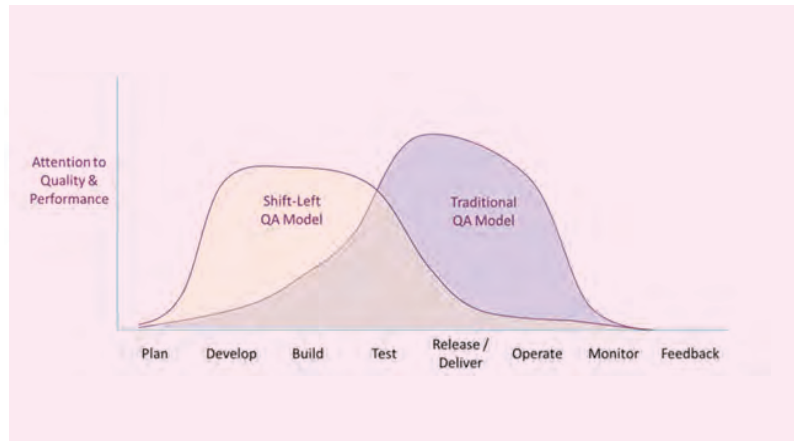 Attention to
Quality &
Performance
Shift-Left
QA Model
Traditional
QA Model
Plan
Develop
Build
Test
Release /
Deliver
Operate
Monitor
Feedback